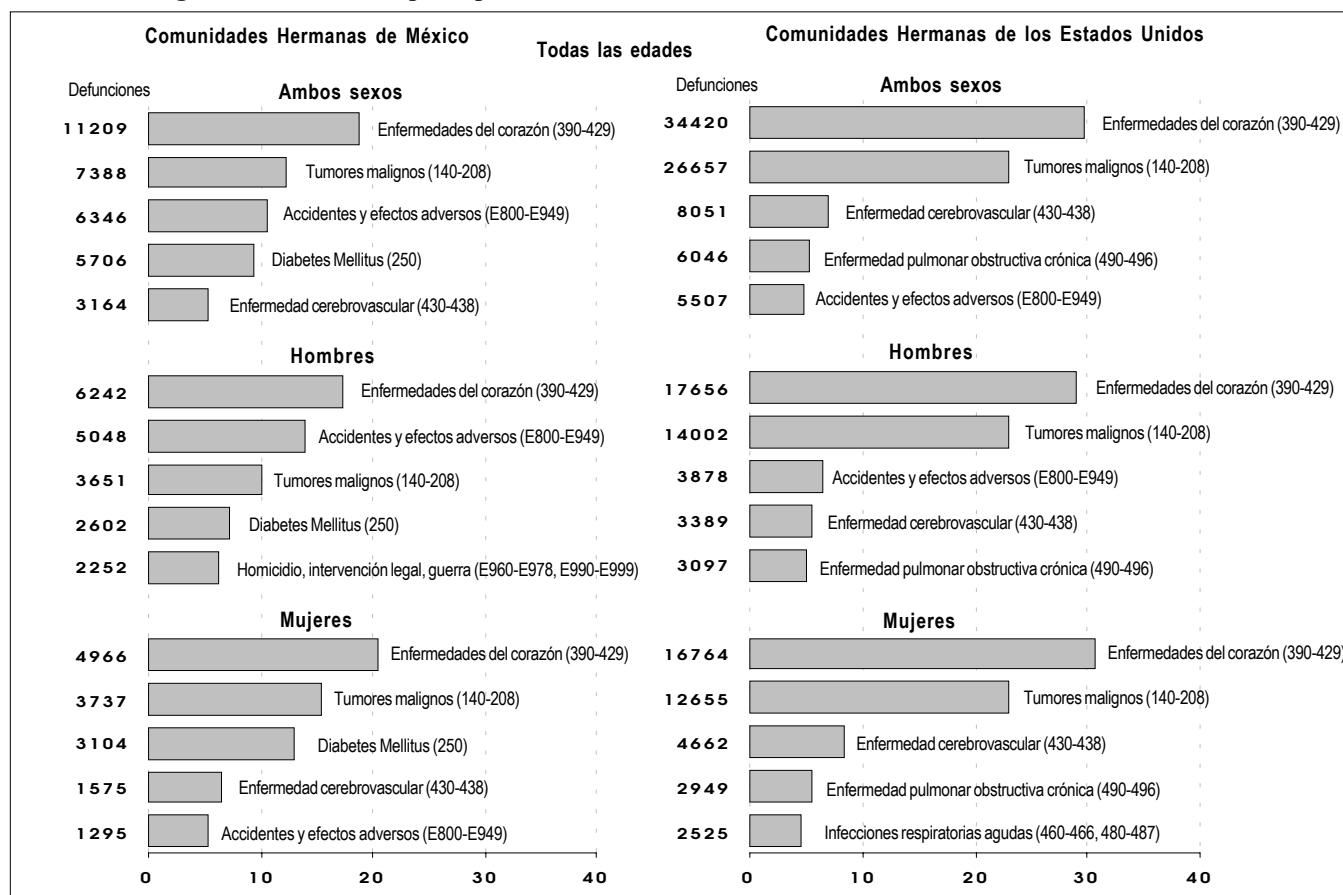 Comunidades Hermanas de México
Todas las edades
Comunidades Hermanas de los Estados Unidos
Defunciones
Ambos sexos
11209 Enfermedades del corazón (390-429)
7388 Tumores malignos (140-208)
6346 Accidentes y efectos adversos (E800-E949)
5706 Diabetes Mellitus (250)
3164 Enfermedad cerebrovascular (430-438)
Hombres
6242 Enfermedades del corazón (390-429)
5048 Accidentes y efectos adversos (E800-E949)
3651 Tumores malignos (140-208)
2602 Diabetes Mellitus (250)
2252 Homicidio, intervención legal, guerra (E960-E978, E990-E999)
Mujeres
4966 Enfermedades del corazón (390-429)
3737 Tumores malignos (140-208)
3104 Diabetes Mellitus (250)
1575 Enfermedad cerebrovascular (430-438)
1295 Accidentes y efectos adversos (E800-E949)
0 10 20 30 40
Defunciones
Ambos sexos
34420 Enfermedades del corazón (390-429)
26657 Tumores malignos (140-208)
8051 Enfermedad cerebrovascular (430-438)
6046 Enfermedad pulmonar obstructiva crónica (490-496)
5507 Accidentes y efectos adversos (E800-E949)
Hombres
17656 Enfermedades del corazón (390-429)
14002 Tumores malignos (140-208)
3878 Accidentes y efectos adversos (E800-E949)
3389 Enfermedad cerebrovascular (430-438)
3097 Enfermedad pulmonar obstructiva crónica (490-496)
Mujeres
16764 Enfermedades del corazón (390-429)
12655 Tumores malignos (140-208)
4662 Enfermedad cerebrovascular (430-438)
2949 Enfermedad pulmonar obstructiva crónica (490-496)
2525 Infecciones respiratorias agudas (460-466, 480-487)
0 10 20 30 40